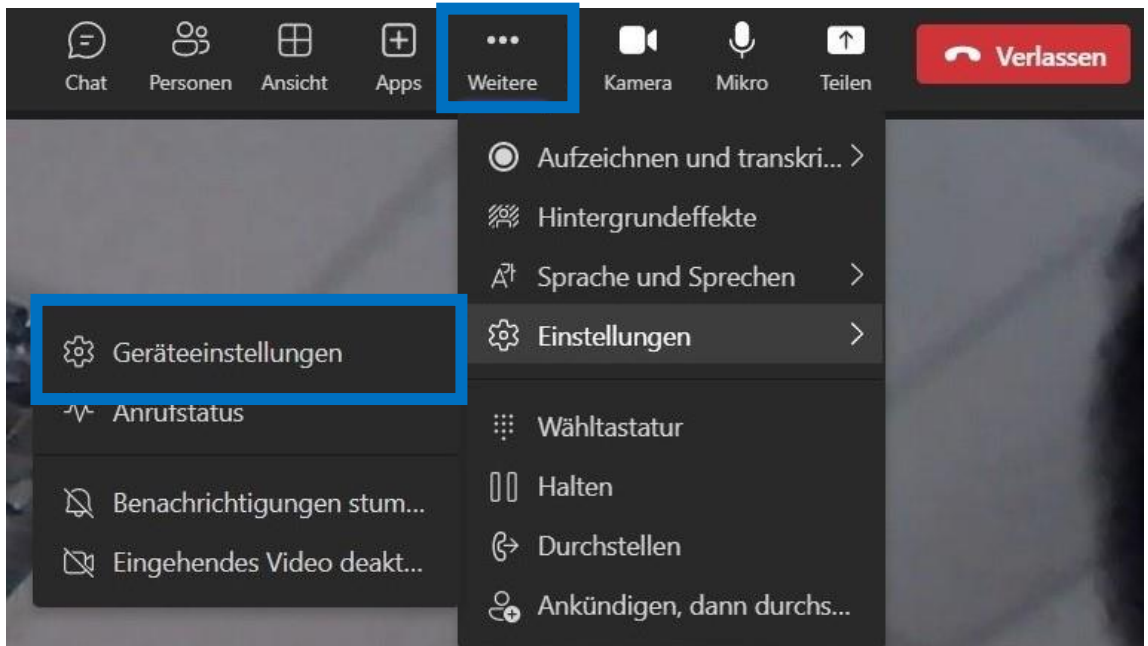 Chat Personen Ansicht Apps Weitere Kamera Mikro Teilen Verlassen
Aufzeichnen und transkri...
Hintergrundeffekte
Sprache und Sprechen
Einstellungen
Wähltastatur
Halten
Durchstellen
Ankündigen, dann durchs...
Geräteeinstellungen
Anrufstatus
Benachrichtigungen stum...
Eingehendes Video deakt...